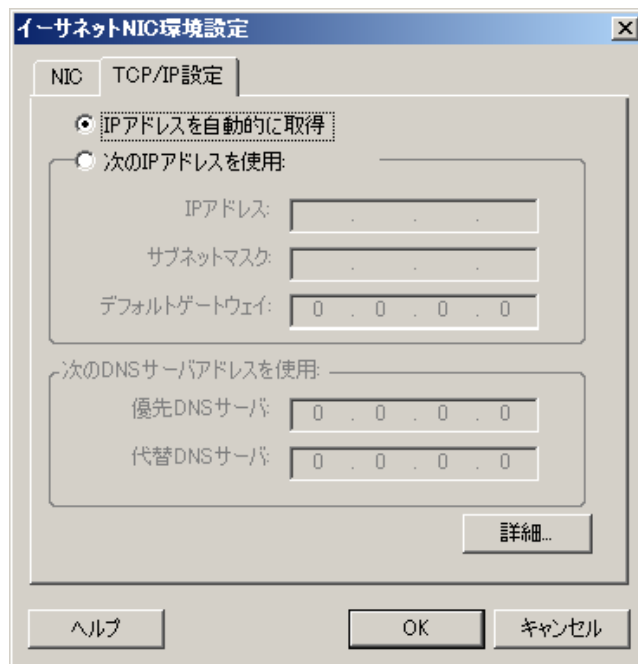 イーサネットNIC環境設定
NIC
TCP/IP設定
IPアドレスを自動的に取得
次のIPアドレスを使用:
IPアドレス: . . .
サブネットマスク: . . .
デフォルトゲートウェイ: 0 . 0 . 0 . 0
次のDNSサーバアドレスを使用:
優先DNSサーバ: 0 . 0 . 0 . 0
代替DNSサーバ: 0 . 0 . 0 . 0
詳細...
ヘルプ
OK
キャンセル